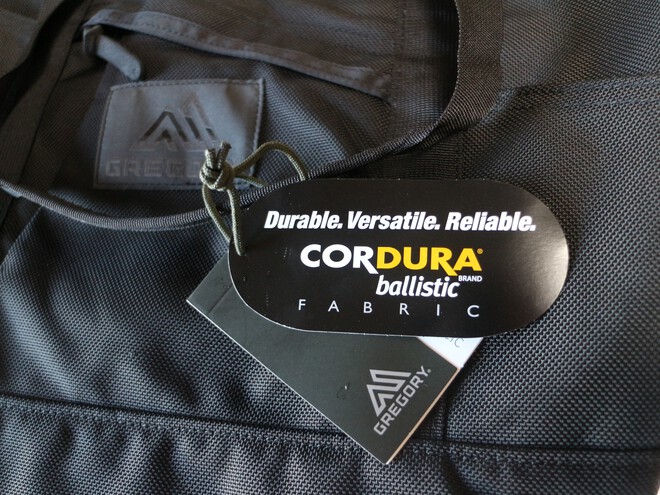 GREGORY
Durable. Versatile. Reliable.
CORDURA®
BRAND
ballistic
FABRIC
GREGORY.